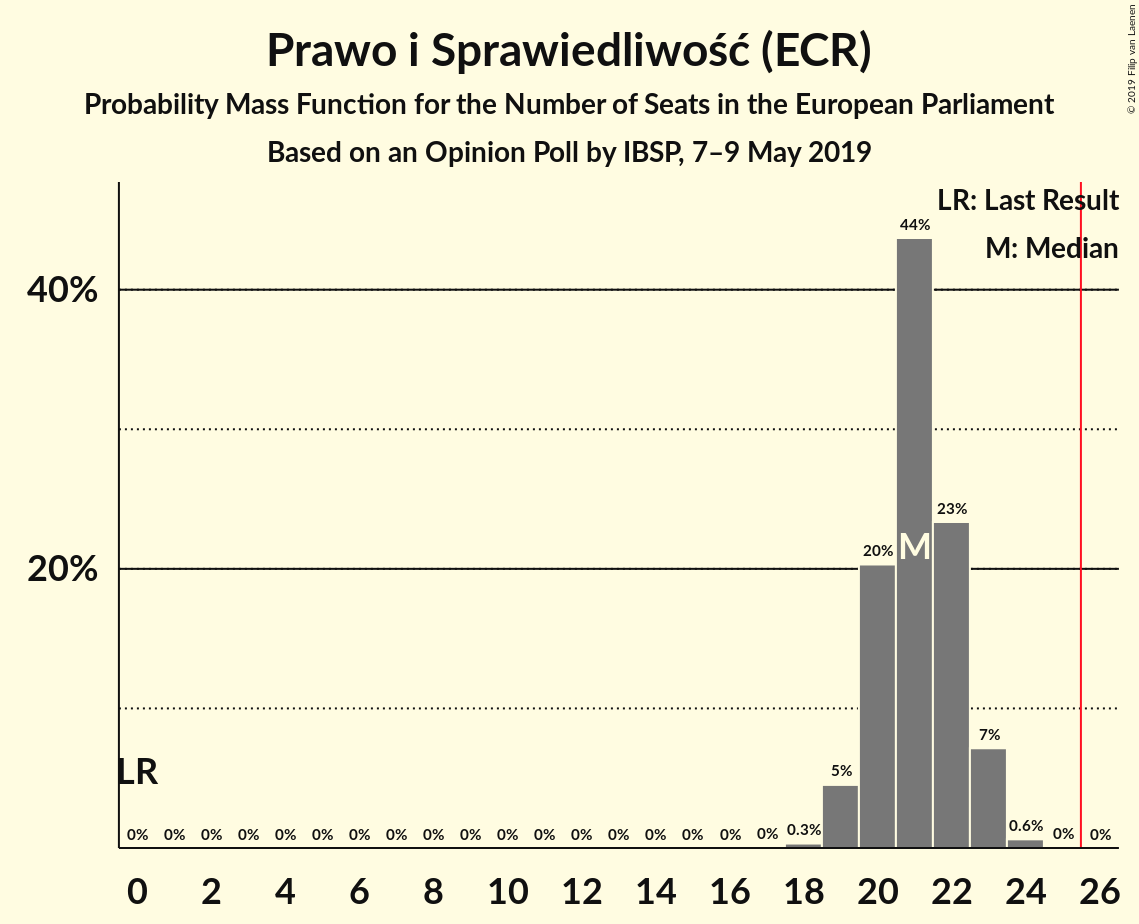 Prawo i Sprawiedliwość (ECR)
Probability Mass Function for the Number of Seats in the European Parliament
Based on an Opinion Poll by IBSP, 7–9 May 2019
© 2019 Filip van Laenen
LR: Last Result
M: Median
44%
40%
23%
20%
M
20%
7%
LR
5%
0% 0% 0% 0% 0% 0% 0% 0% 0% 0% 0% 0% 0% 0% 0% 0% 0% 0% 0.3% 0.6% 0% 0%
0 2 4 6 8 10 12 14 16 18 20 22 24 26